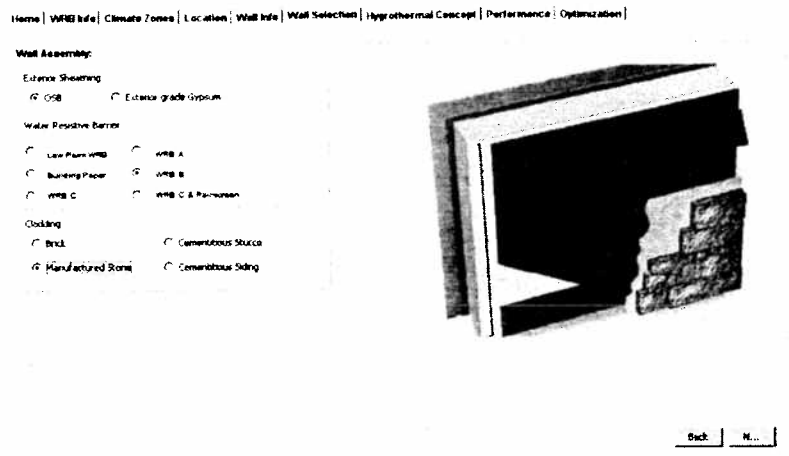 Home | WRB Info | Climate Zones | Location | Wall Info | Wall Selection | Hygrothermal Concept | Performance | Optimization |
Wall Assembly:
Exterior Sheathing
OSB Exterior grade Gypsum
Water Resistive Barrier
Low Perm WRB WRB A
Building Paper WRB B
WRB C WRB C & Rainscreen
Cladding
Brick Cementitious Stucco
Manufactured Stone Cementitious Siding
Back N...